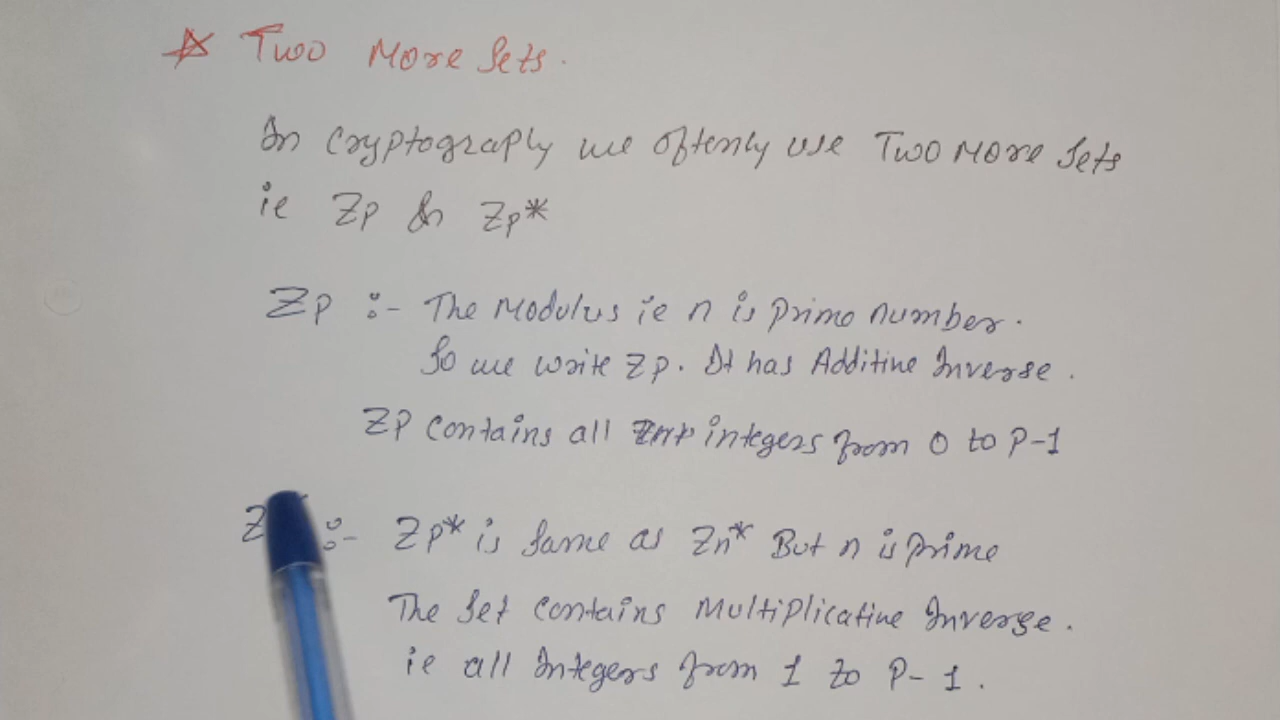 Two More Sets.
In cryptography we oftenly use Two More Sets
ie Zp & Zp*
Zp :- The Modulus ie n is prime number.
So we write Zp. It has Additive Inverse.
Zp contains all integers from 0 to P-1
Z :- Zp* is Same as Zn* But n is prime
The Set contains Multiplicative Inverse.
ie all Integers from 1 to P-1.